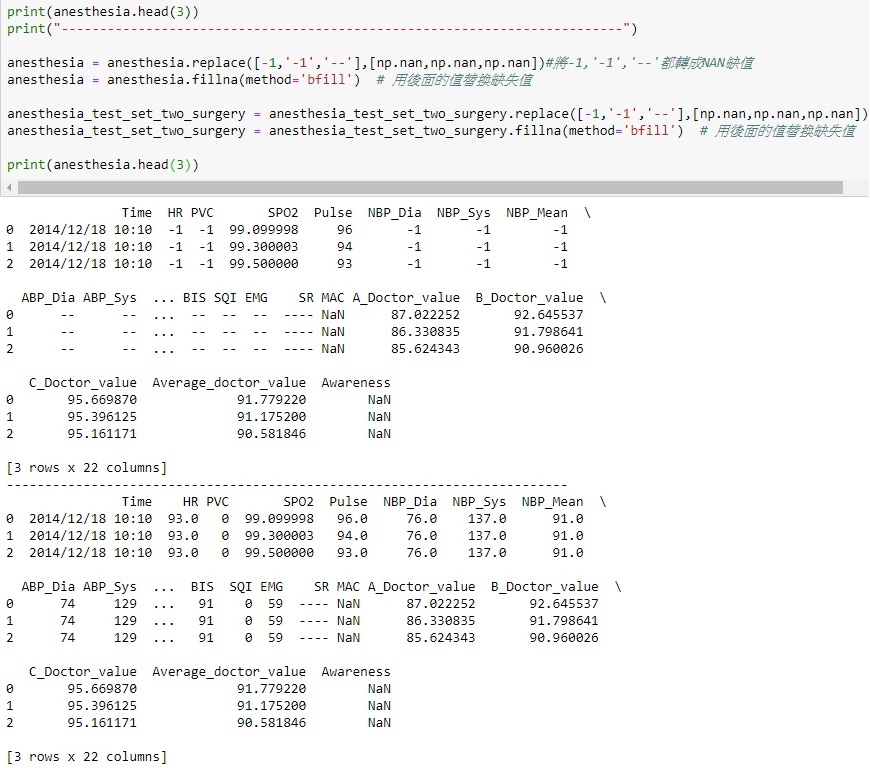 print(anesthesia.head(3))
print("--------------------------------------------------------------------------")
anesthesia = anesthesia.replace([-1,'-1','--'],[np.nan,np.nan,np.nan])#將-1,'-1','--'都轉成NAN缺值
anesthesia = anesthesia.fillna(method='bfill')  # 用後面的值替換缺失值
anesthesia_test_set_two_surgery = anesthesia_test_set_two_surgery.replace([-1,'-1','--'],[np.nan,np.nan,np.nan])
anesthesia_test_set_two_surgery = anesthesia_test_set_two_surgery.fillna(method='bfill')  # 用後面的值替換缺失值
print(anesthesia.head(3))
Time  HR PVC       SPO2  Pulse  NBP_Dia  NBP_Sys  NBP_Mean  \
0  2014/12/18 10:10  -1  -1  99.099998     96       -1       -1        -1
1  2014/12/18 10:10  -1  -1  99.300003     94       -1       -1        -1
2  2014/12/18 10:10  -1  -1  99.500000     93       -1       -1        -1
ABP_Dia ABP_Sys  ... BIS SQI EMG    SR MAC A_Doctor_value  B_Doctor_value  \
0      --      --  ...  --  --  --  ---- NaN      87.022252       92.645537
1      --      --  ...  --  --  --  ---- NaN      86.330835       91.798641
2      --      --  ...  --  --  --  ---- NaN      85.624343       90.960026
C_Doctor_value  Average_doctor_value  Awareness
0       95.669870             91.779220        NaN
1       95.396125             91.175200        NaN
2       95.161171             90.581846        NaN
[3 rows x 22 columns]
--------------------------------------------------------------------------
Time    HR PVC       SPO2  Pulse  NBP_Dia  NBP_Sys  NBP_Mean  \
0  2014/12/18 10:10  93.0   0  99.099998   96.0     76.0    137.0      91.0
1  2014/12/18 10:10  93.0   0  99.300003   94.0     76.0    137.0      91.0
2  2014/12/18 10:10  93.0   0  99.500000   93.0     76.0    137.0      91.0
ABP_Dia ABP_Sys  ...  BIS  SQI EMG    SR MAC A_Doctor_value  B_Doctor_value  \
0      74     129  ...   91    0  59  ---- NaN      87.022252       92.645537
1      74     129  ...   91    0  59  ---- NaN      86.330835       91.798641
2      74     129  ...   91    0  59  ---- NaN      85.624343       90.960026
C_Doctor_value  Average_doctor_value  Awareness
0       95.669870             91.779220        NaN
1       95.396125             91.175200        NaN
2       95.161171             90.581846        NaN
[3 rows x 22 columns]